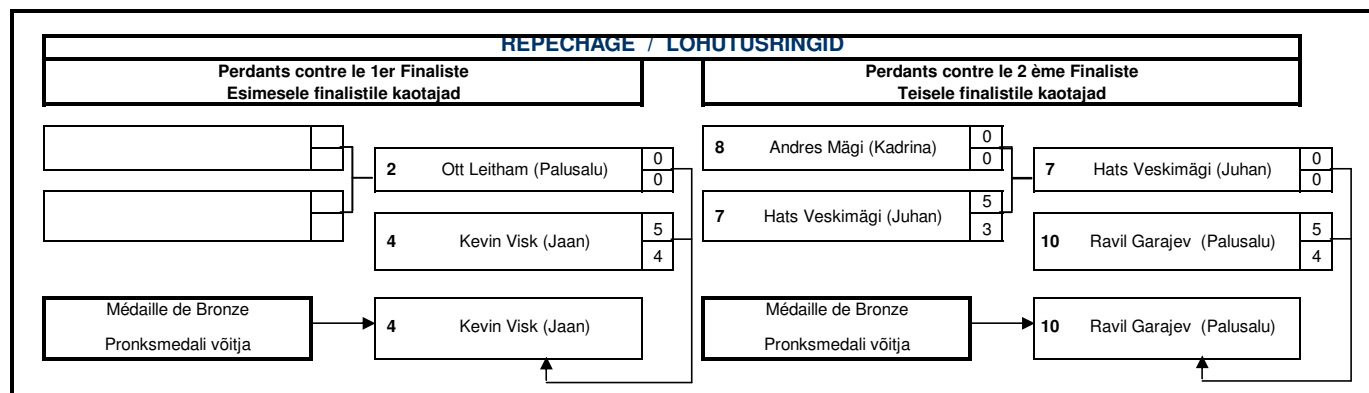 REPECHAGE / LOHUTUSRINGID
Perdants contre le 1er Finaliste
Esimesele finalistile kaotajad
Perdants contre le 2 ème Finaliste
Teisele finalistile kaotajad
2 Ott Leitham (Palusalu) 0
0
4 Kevin Visk (Jaan) 5
4
Médaille de Bronze
Pronksmedali võitja
4 Kevin Visk (Jaan)
8 Andres Mägi (Kadrina) 0
0
7 Hats Veskimägi (Juhan) 5
3
7 Hats Veskimägi (Juhan) 0
0
10 Ravil Garajev (Palusalu) 5
4
Médaille de Bronze
Pronksmedali võitja
10 Ravil Garajev (Palusalu)